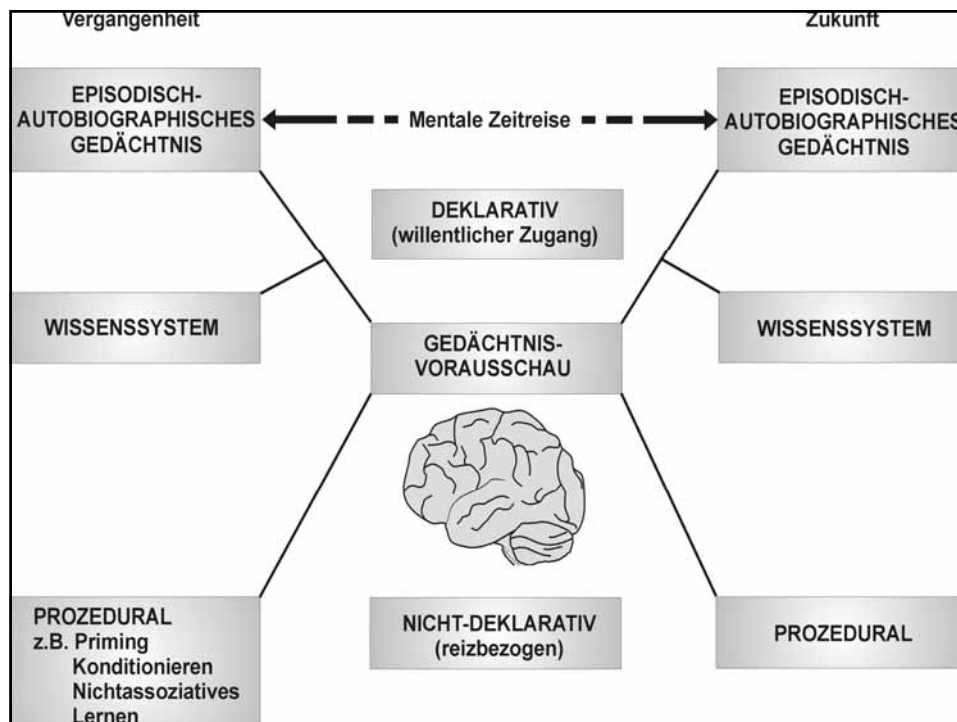 Vergangenheit
Zukunft
EPISODISCH-
AUTOBIOGRAPHISCHES
GEDÄCHTNIS
Mentale Zeitreise
EPISODISCH-
AUTOBIOGRAPHISCHES
GEDÄCHTNIS
DEKLARATIV
(willentlicher Zugang)
WISSENSSYSTEM
GEDÄCHTNIS-
VORAUSSCHAU
WISSENSSYSTEM
PROZEDURAL
z.B. Priming
Konditionieren
Nichtassoziatives
Lernen
NICHT-DEKLARATIV
(reizbezogen)
PROZEDURAL